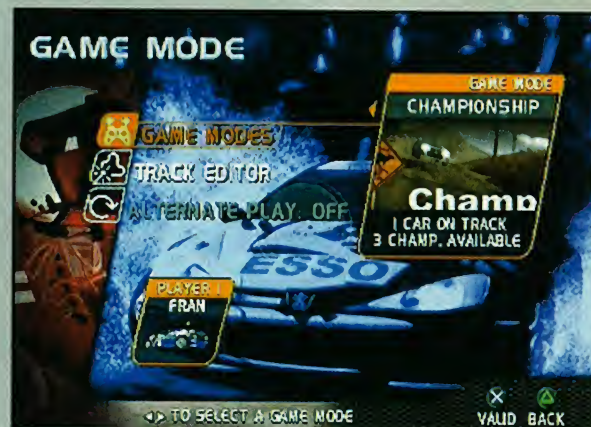 GAME MODE
GAME MODE
CHAMPIONSHIP
Champ
1 CAR ON TRACK
3 CHAMP. AVAILABLE
GAME MODES
TRACK EDITOR
ALTERNATE PLAY: OFF
ESSO
PLAYER 1
FRAN
TO SELECT A GAME MODE
VALID BACK